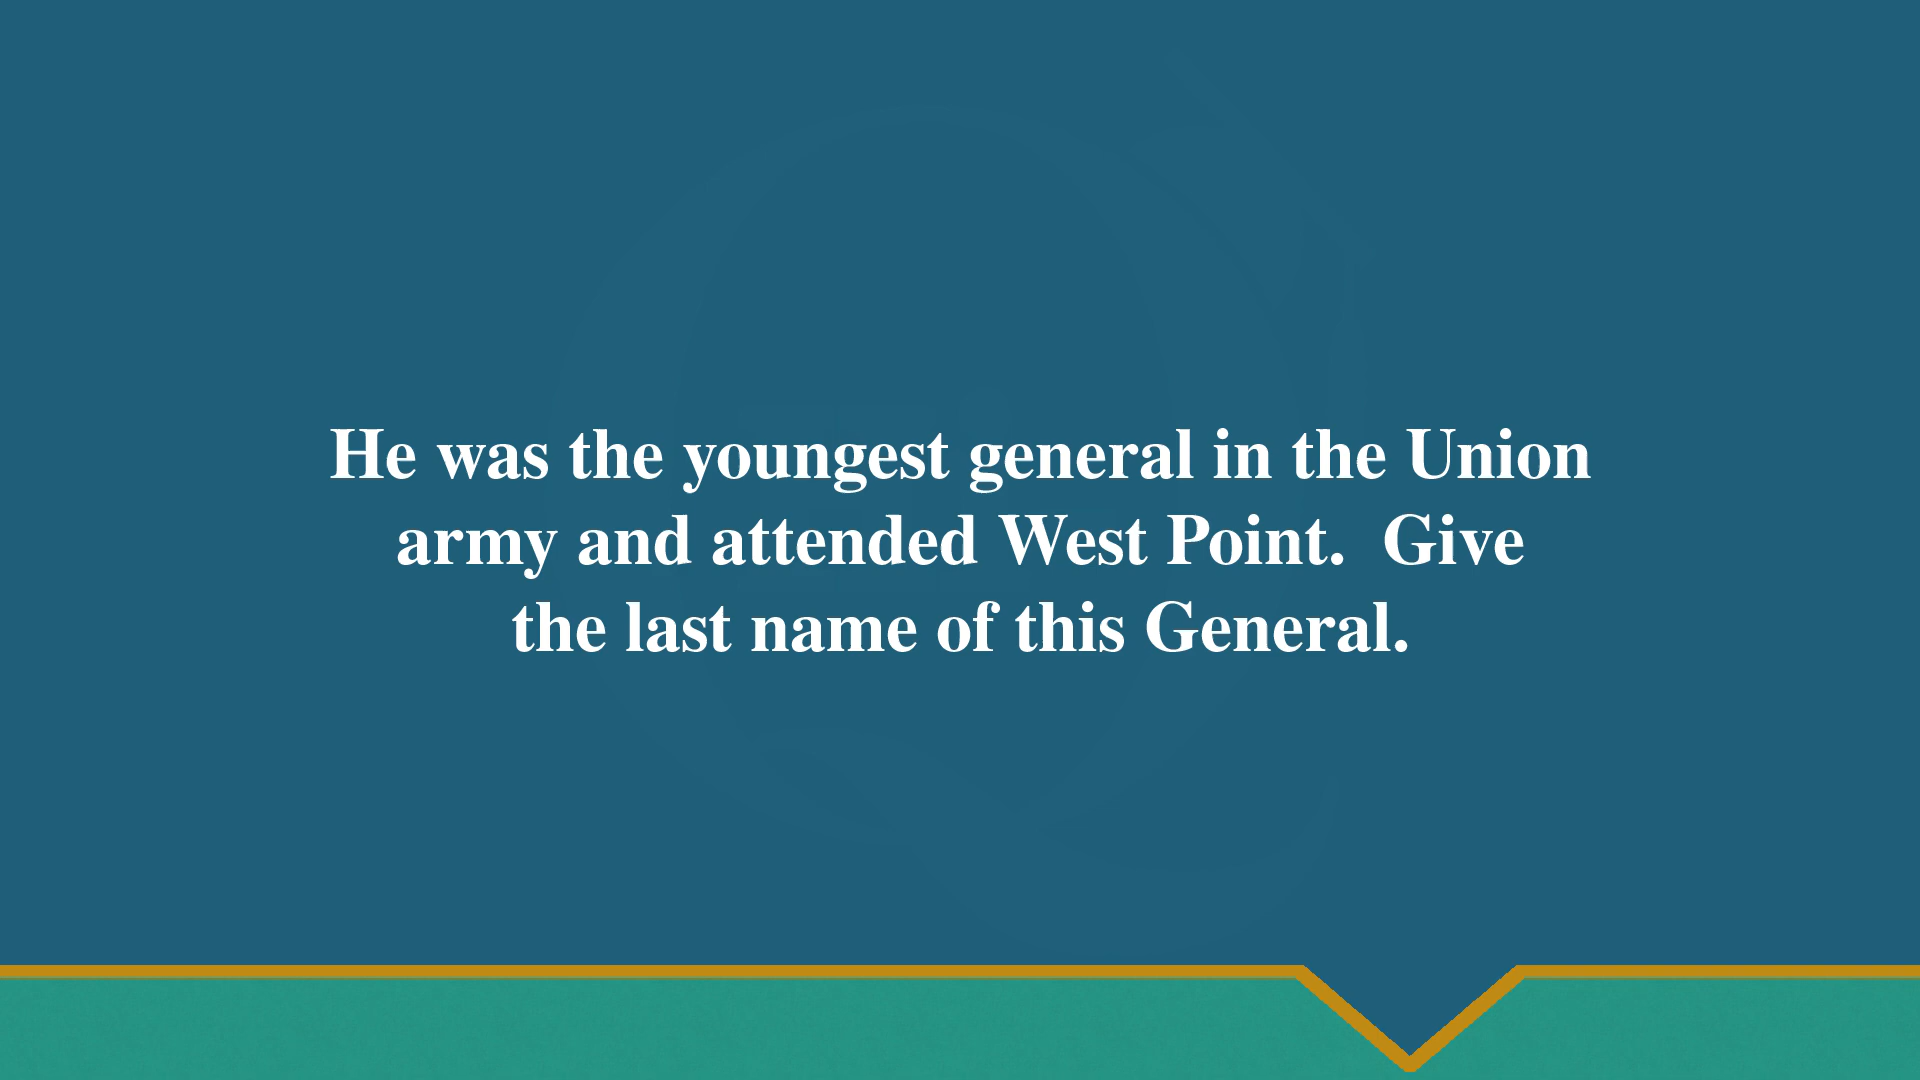 He was the youngest general in the Union
army and attended West Point.  Give
the last name of this General.